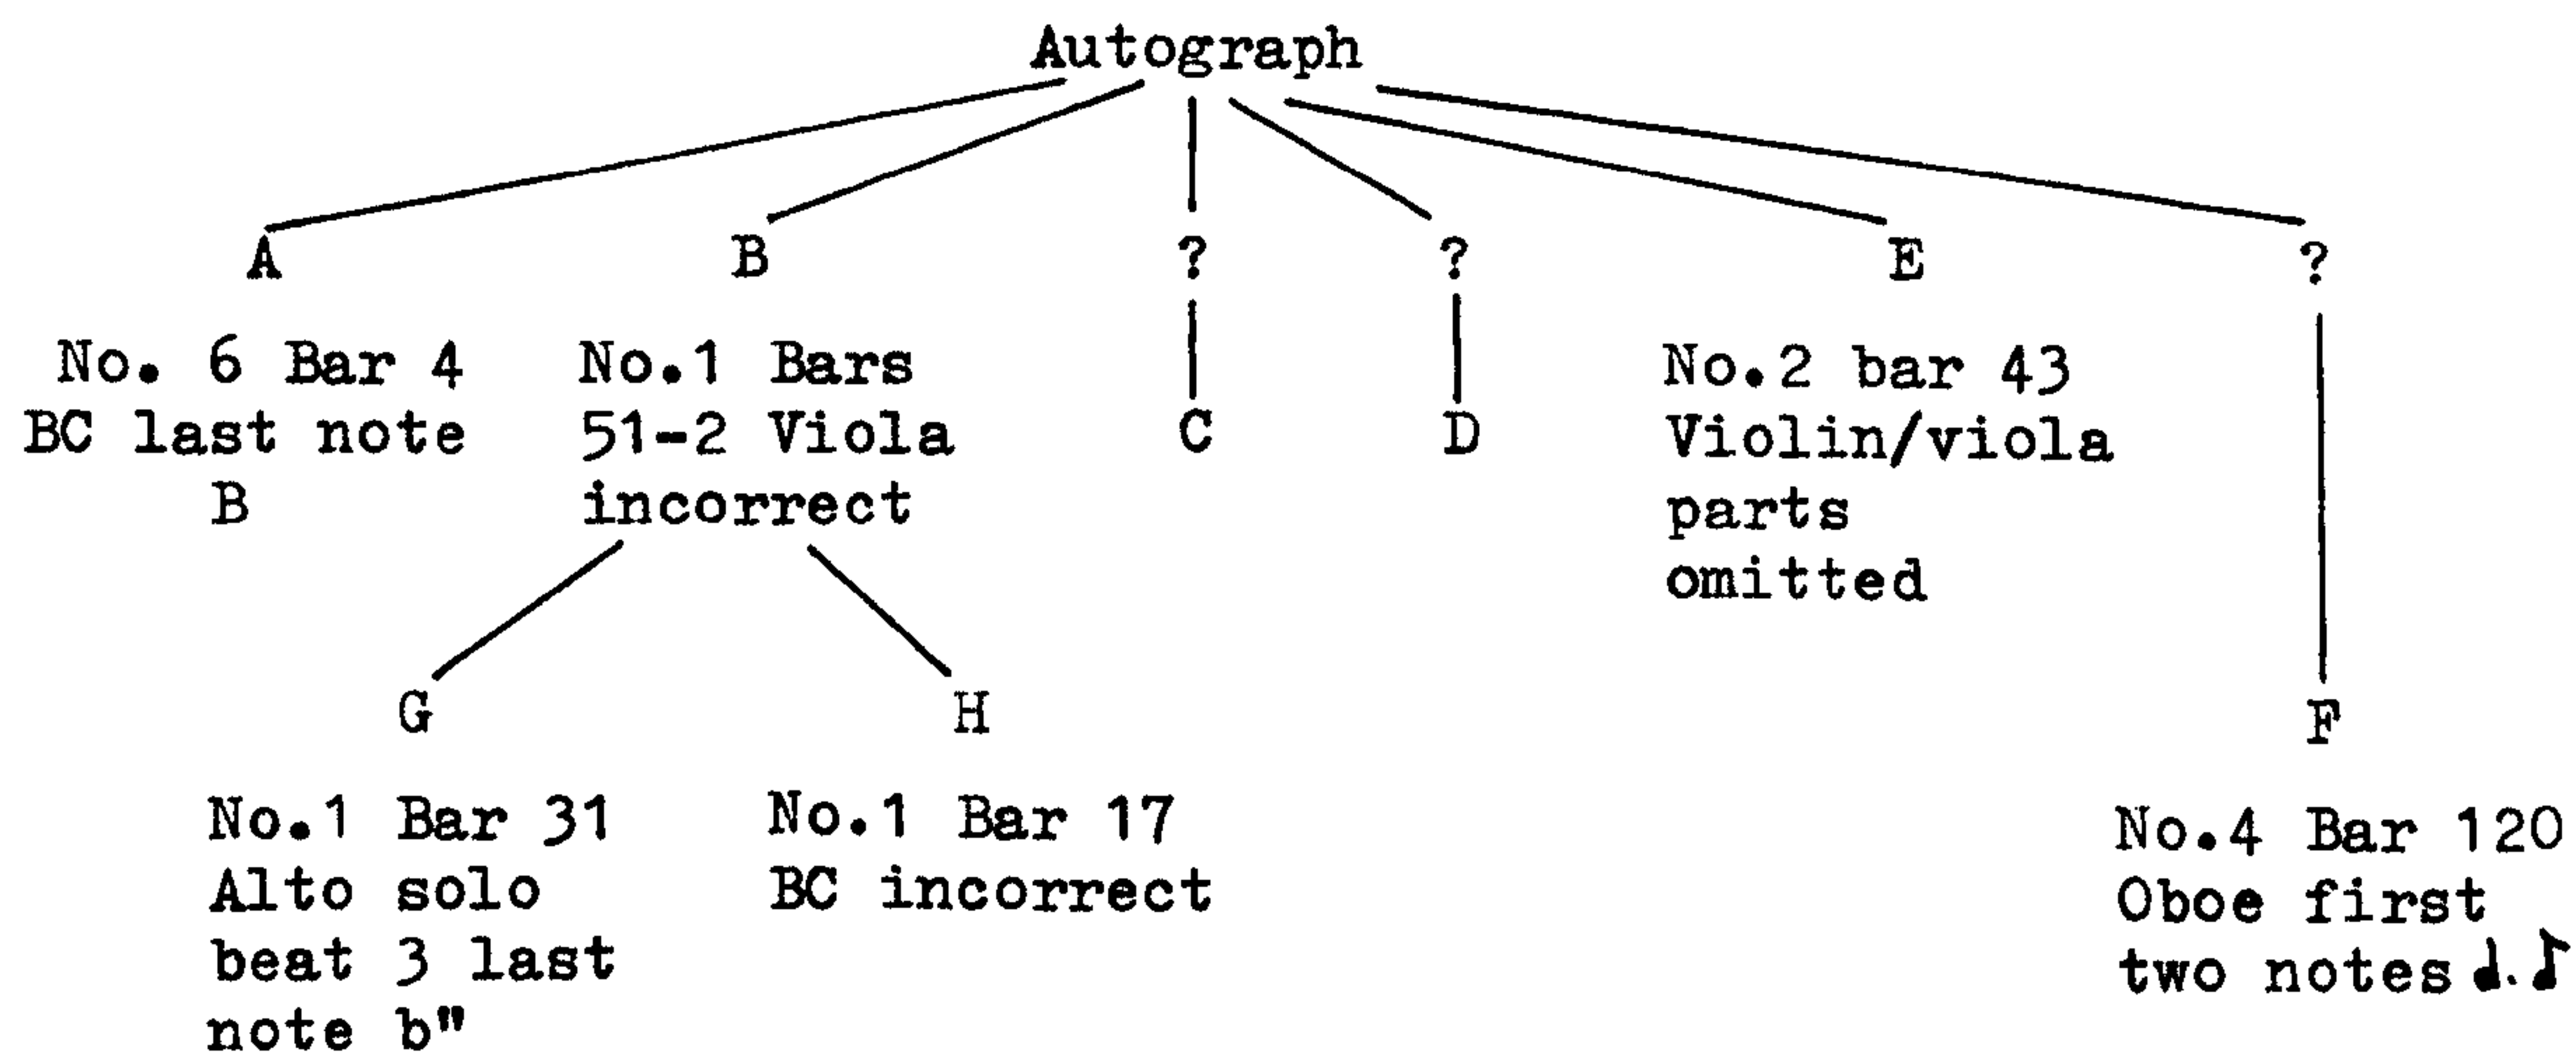 Autograph
A B ? ? E ?
C D
No. 6 Bar 4
BC last note
B
No.1 Bars
51-2 Viola
incorrect
No.2 bar 43
Violin/viola
parts
omitted
G H F
No.1 Bar 31
Alto solo
beat 3 last
note b"
No.1 Bar 17
BC incorrect
No.4 Bar 120
Oboe first
two notes ♩. ♪